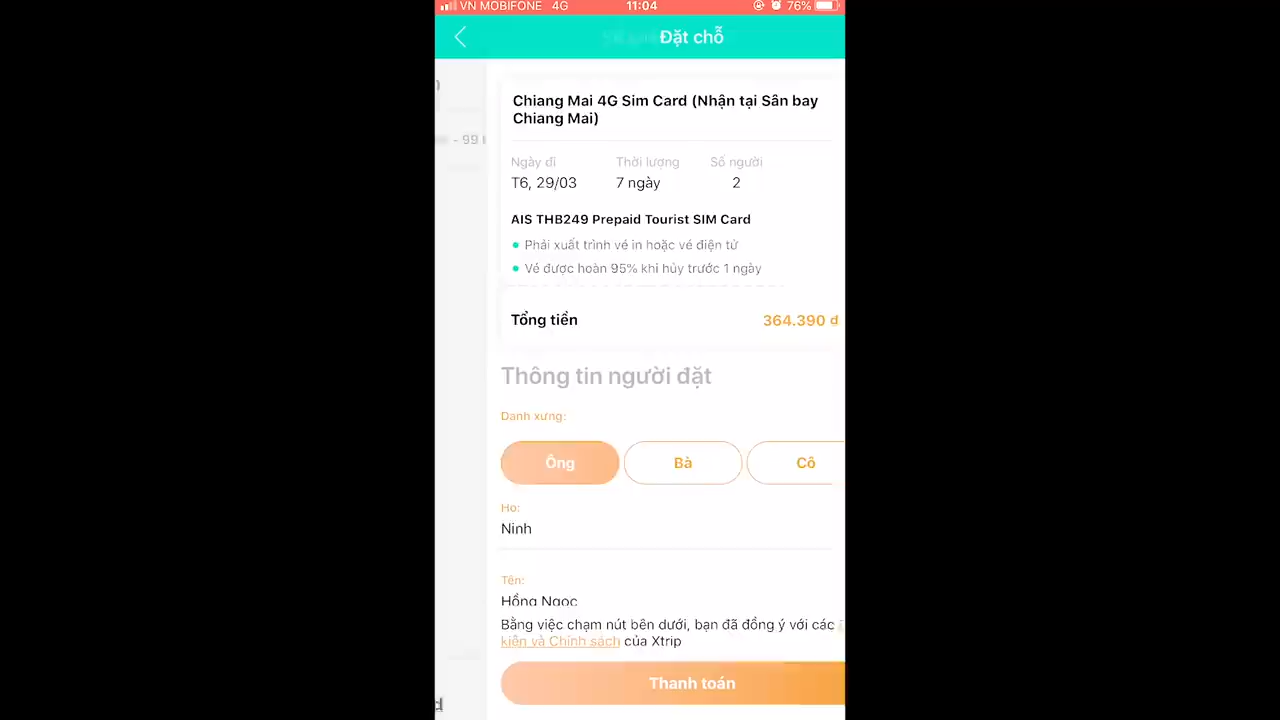 VN MOBIFONE 4G 11:04 76%
Đặt chỗ
Chiang Mai 4G Sim Card (Nhận tại Sân bay
Chiang Mai)
- 99
Ngày đi Thời lượng Số người
T6, 29/03 7 ngày 2
AIS THB249 Prepaid Tourist SIM Card
Phải xuất trình vé in hoặc vé điện tử
Vé được hoàn 95% khi hủy trước 1 ngày
Tổng tiền 364.390 đ
Thông tin người đặt
Danh xưng:
Ông Bà Cô
Họ:
Ninh
Tên:
Hồng Ngọc
Bằng việc chạm nút bên dưới, bạn đã đồng ý với các
kiện và Chính sách của Xtrip
Thanh toán